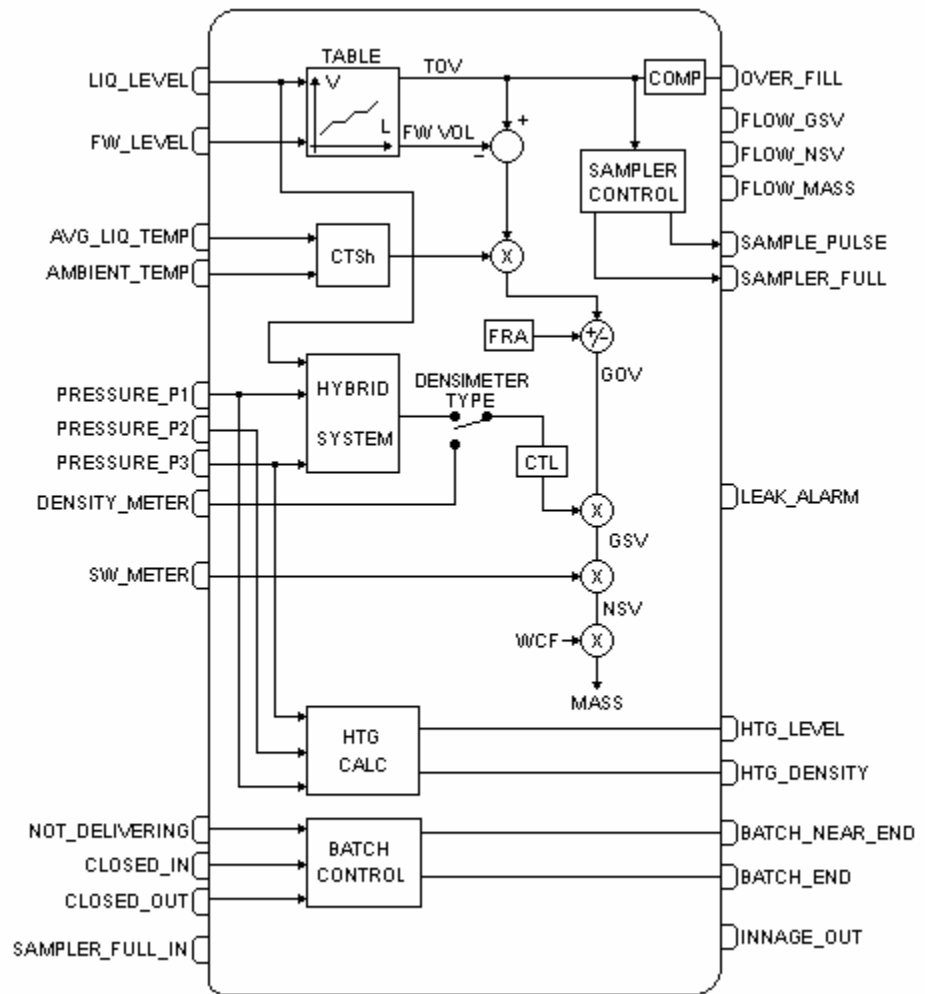 TABLE
LIQ_LEVEL
V
TOV
COMP
OVER_FILL
L
FW_LEVEL
FW VOL
+
−
FLOW_GSV
FLOW_NSV
SAMPLER
CONTROL
FLOW_MASS
AVG_LIQ_TEMP
CTSh
X
SAMPLE_PULSE
AMBIENT_TEMP
SAMPLER_FULL
FRA
+/-
GOV
HYBRID
SYSTEM
DENSIMETER
TYPE
PRESSURE_P1
PRESSURE_P2
PRESSURE_P3
CTL
DENSITY_METER
X
LEAK_ALARM
GSV
SW_METER
X
NSV
WCF
X
MASS
HTG
CALC
HTG_LEVEL
HTG_DENSITY
NOT_DELIVERING
CLOSED_IN
CLOSED_OUT
BATCH
CONTROL
BATCH_NEAR_END
BATCH_END
SAMPLER_FULL_IN
INNAGE_OUT